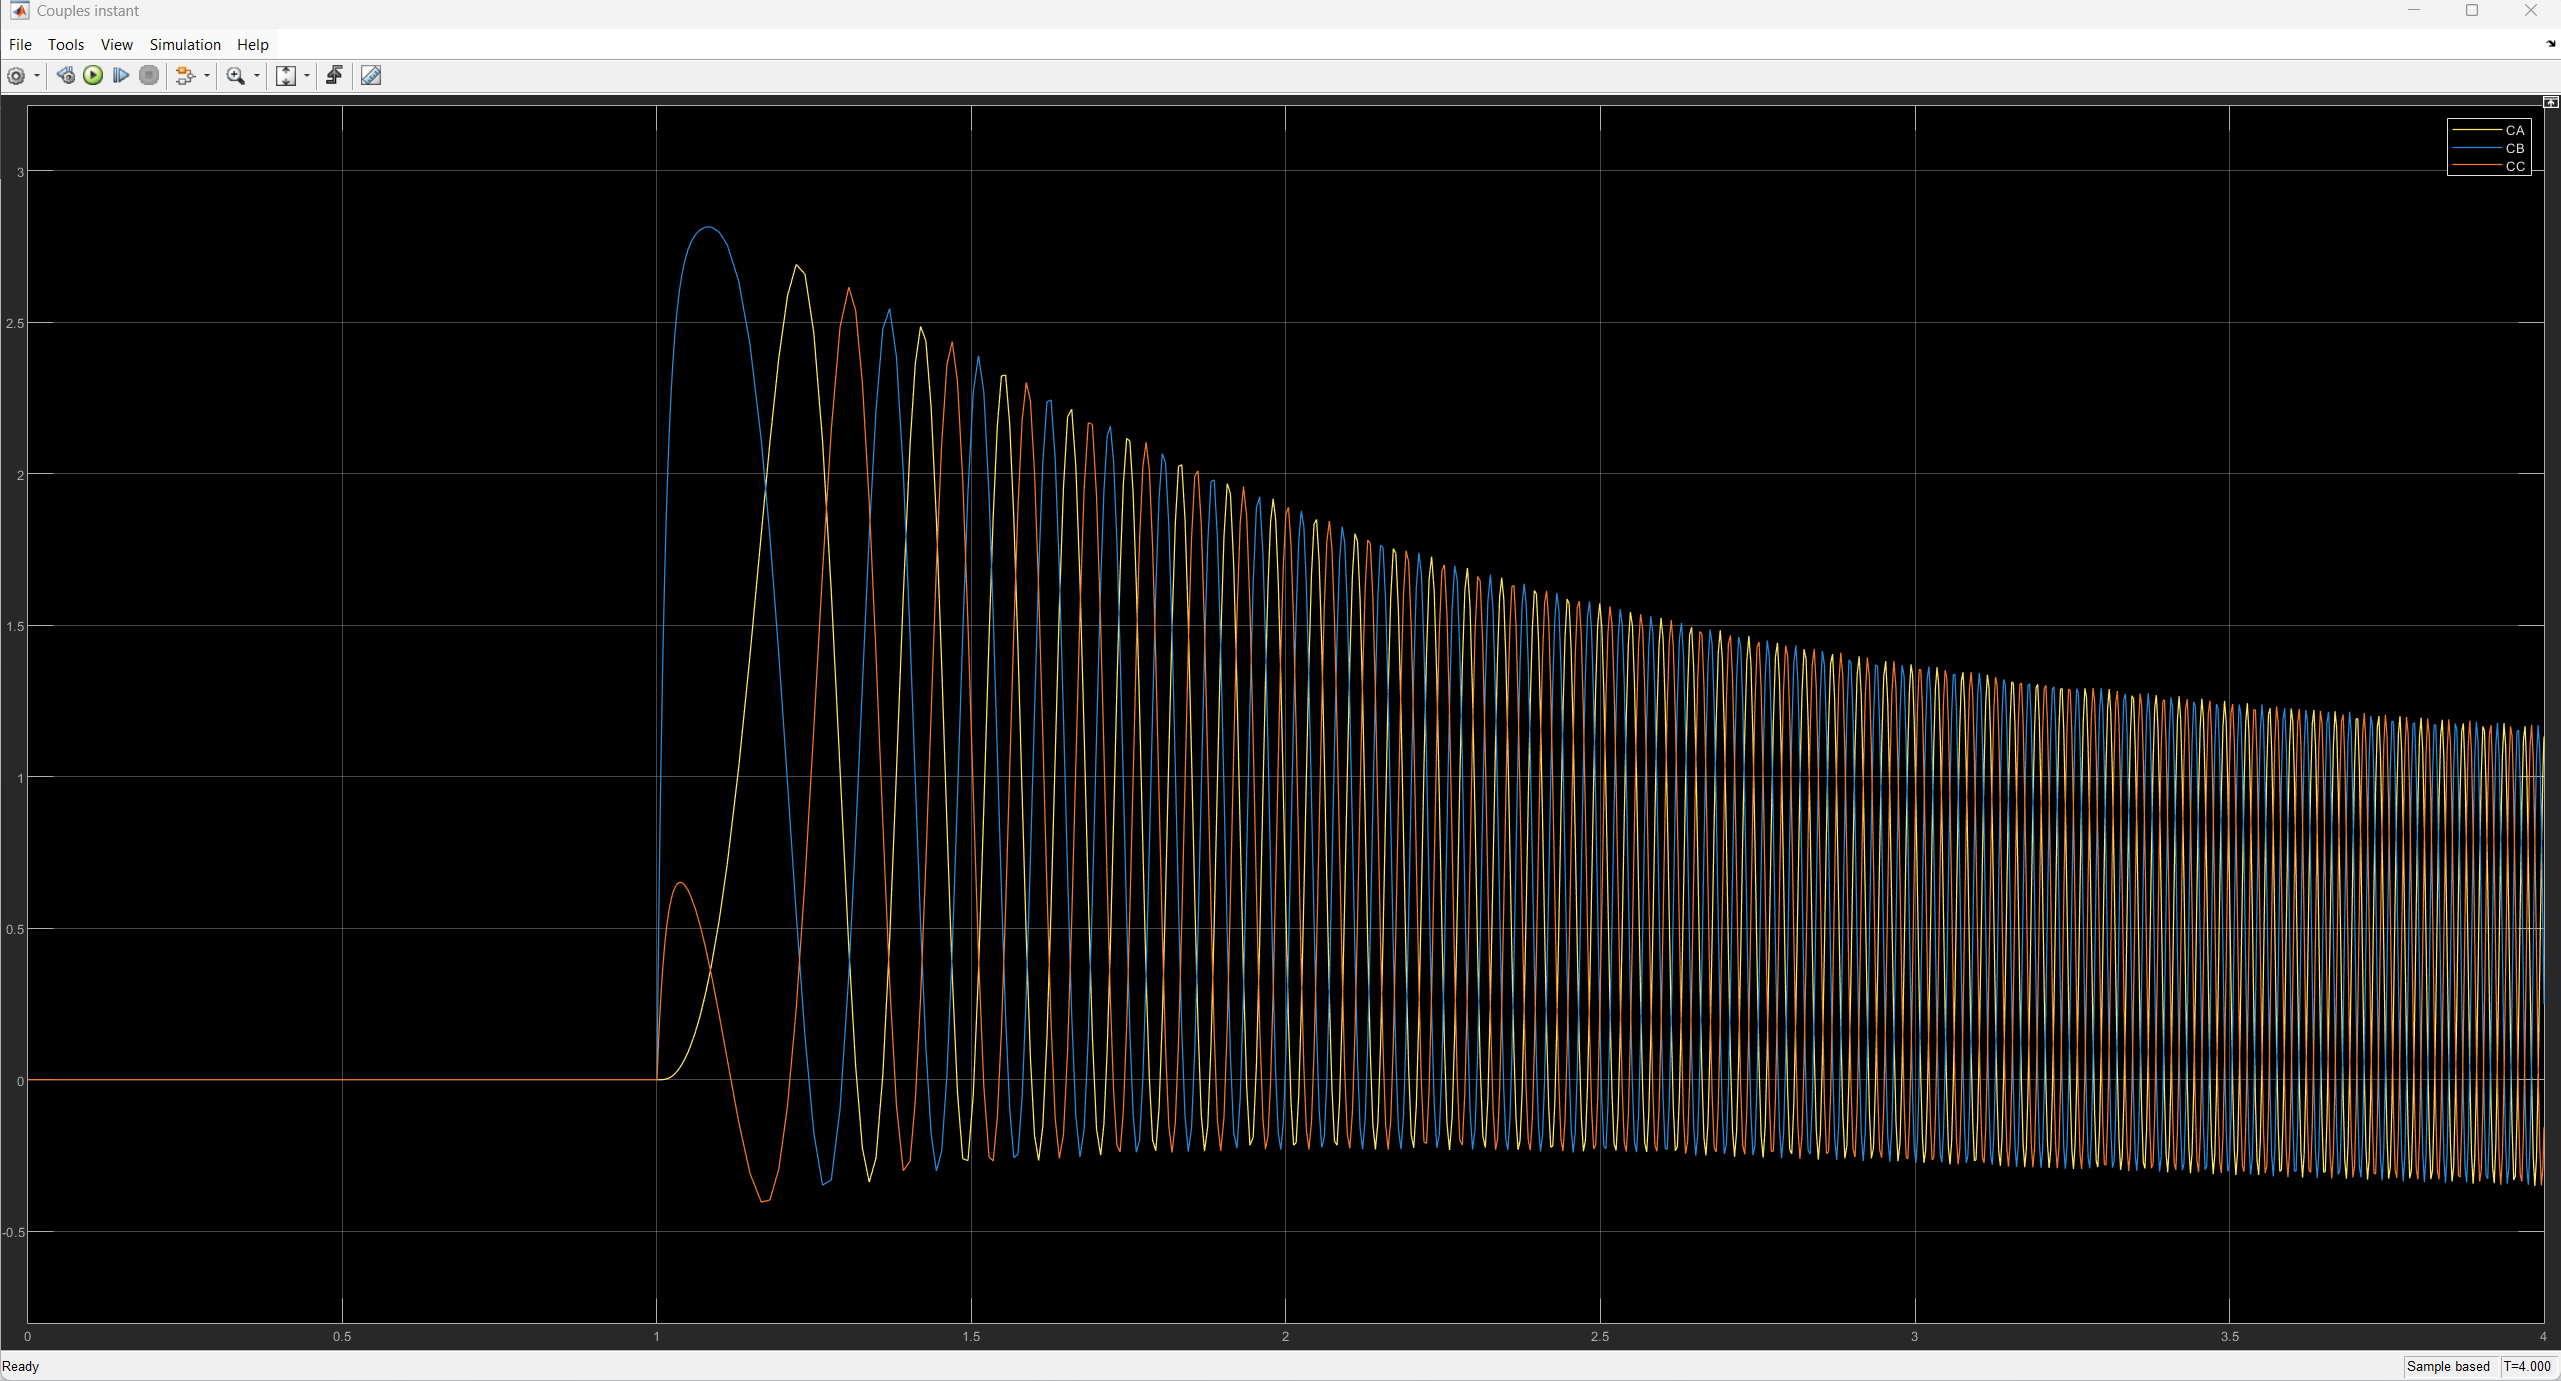 Couples instant
File Tools View Simulation Help
CA
CB
CC
3
2.5
2
1.5
1
0.5
0
-0.5
0 0.5 1 1.5 2 2.5 3 3.5 4
Ready Sample based T=4.000